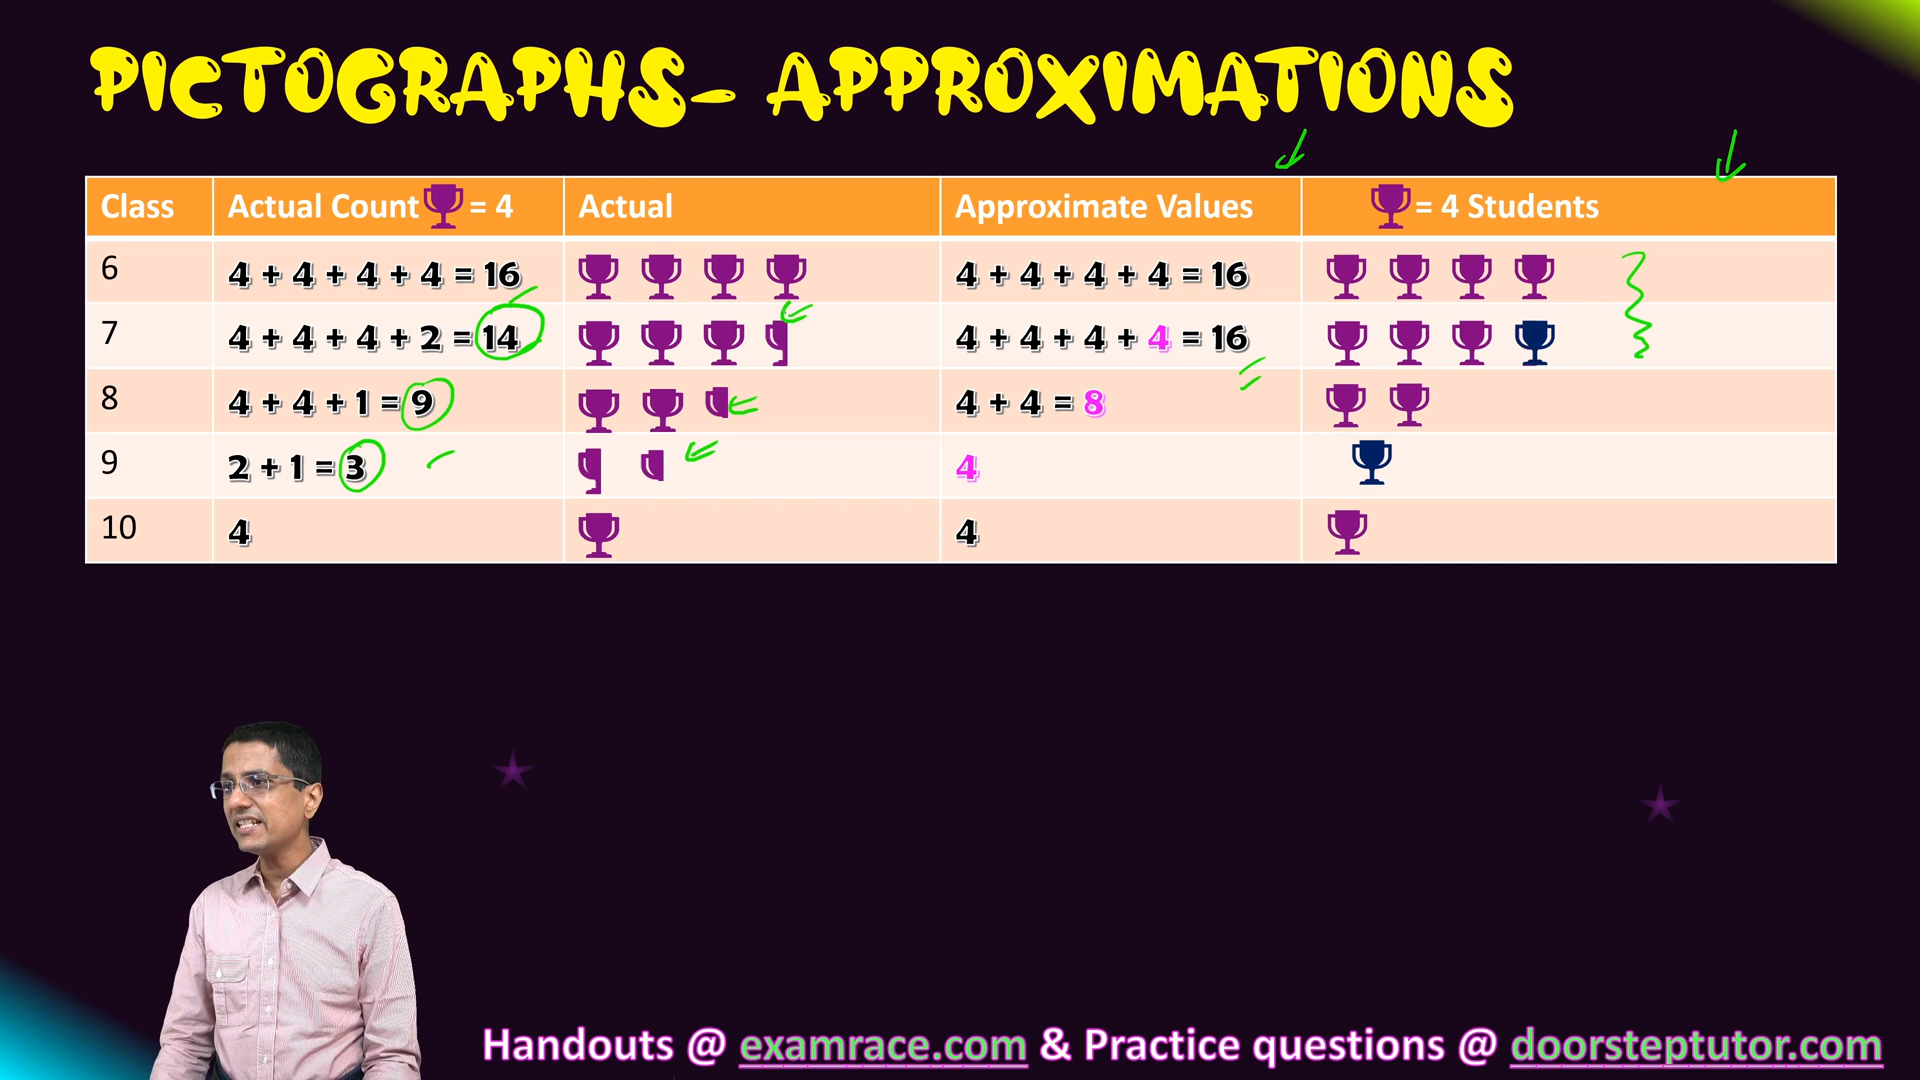 PICTOGRAPHS- APPROXIMATIONS
Class Actual Count = 4 Actual Approximate Values = 4 Students
6 4 + 4 + 4 + 4 = 16 4 + 4 + 4 + 4 = 16
7 4 + 4 + 4 + 2 = 14 4 + 4 + 4 + 4 = 16
8 4 + 4 + 1 = 9 4 + 4 = 8
9 2 + 1 = 3 4
10 4 4
Handouts @ examrace.com & Practice questions @ doorsteptutor.com